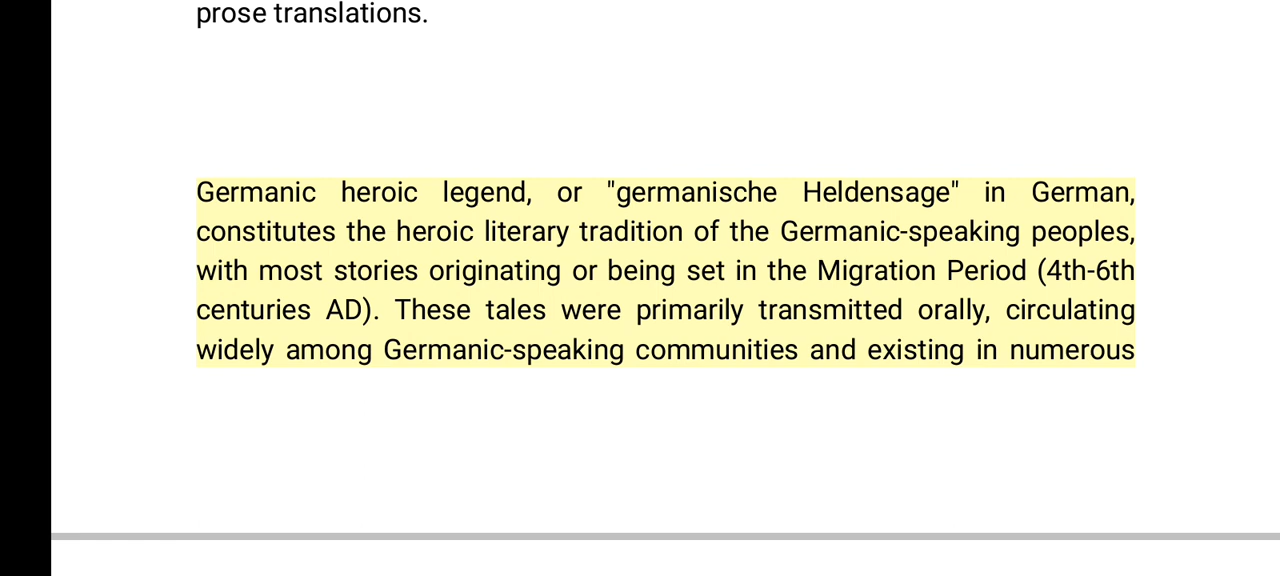 prose translations.
Germanic heroic legend, or "germanische Heldensage" in German,
constitutes the heroic literary tradition of the Germanic-speaking peoples,
with most stories originating or being set in the Migration Period (4th-6th
centuries AD). These tales were primarily transmitted orally, circulating
widely among Germanic-speaking communities and existing in numerous